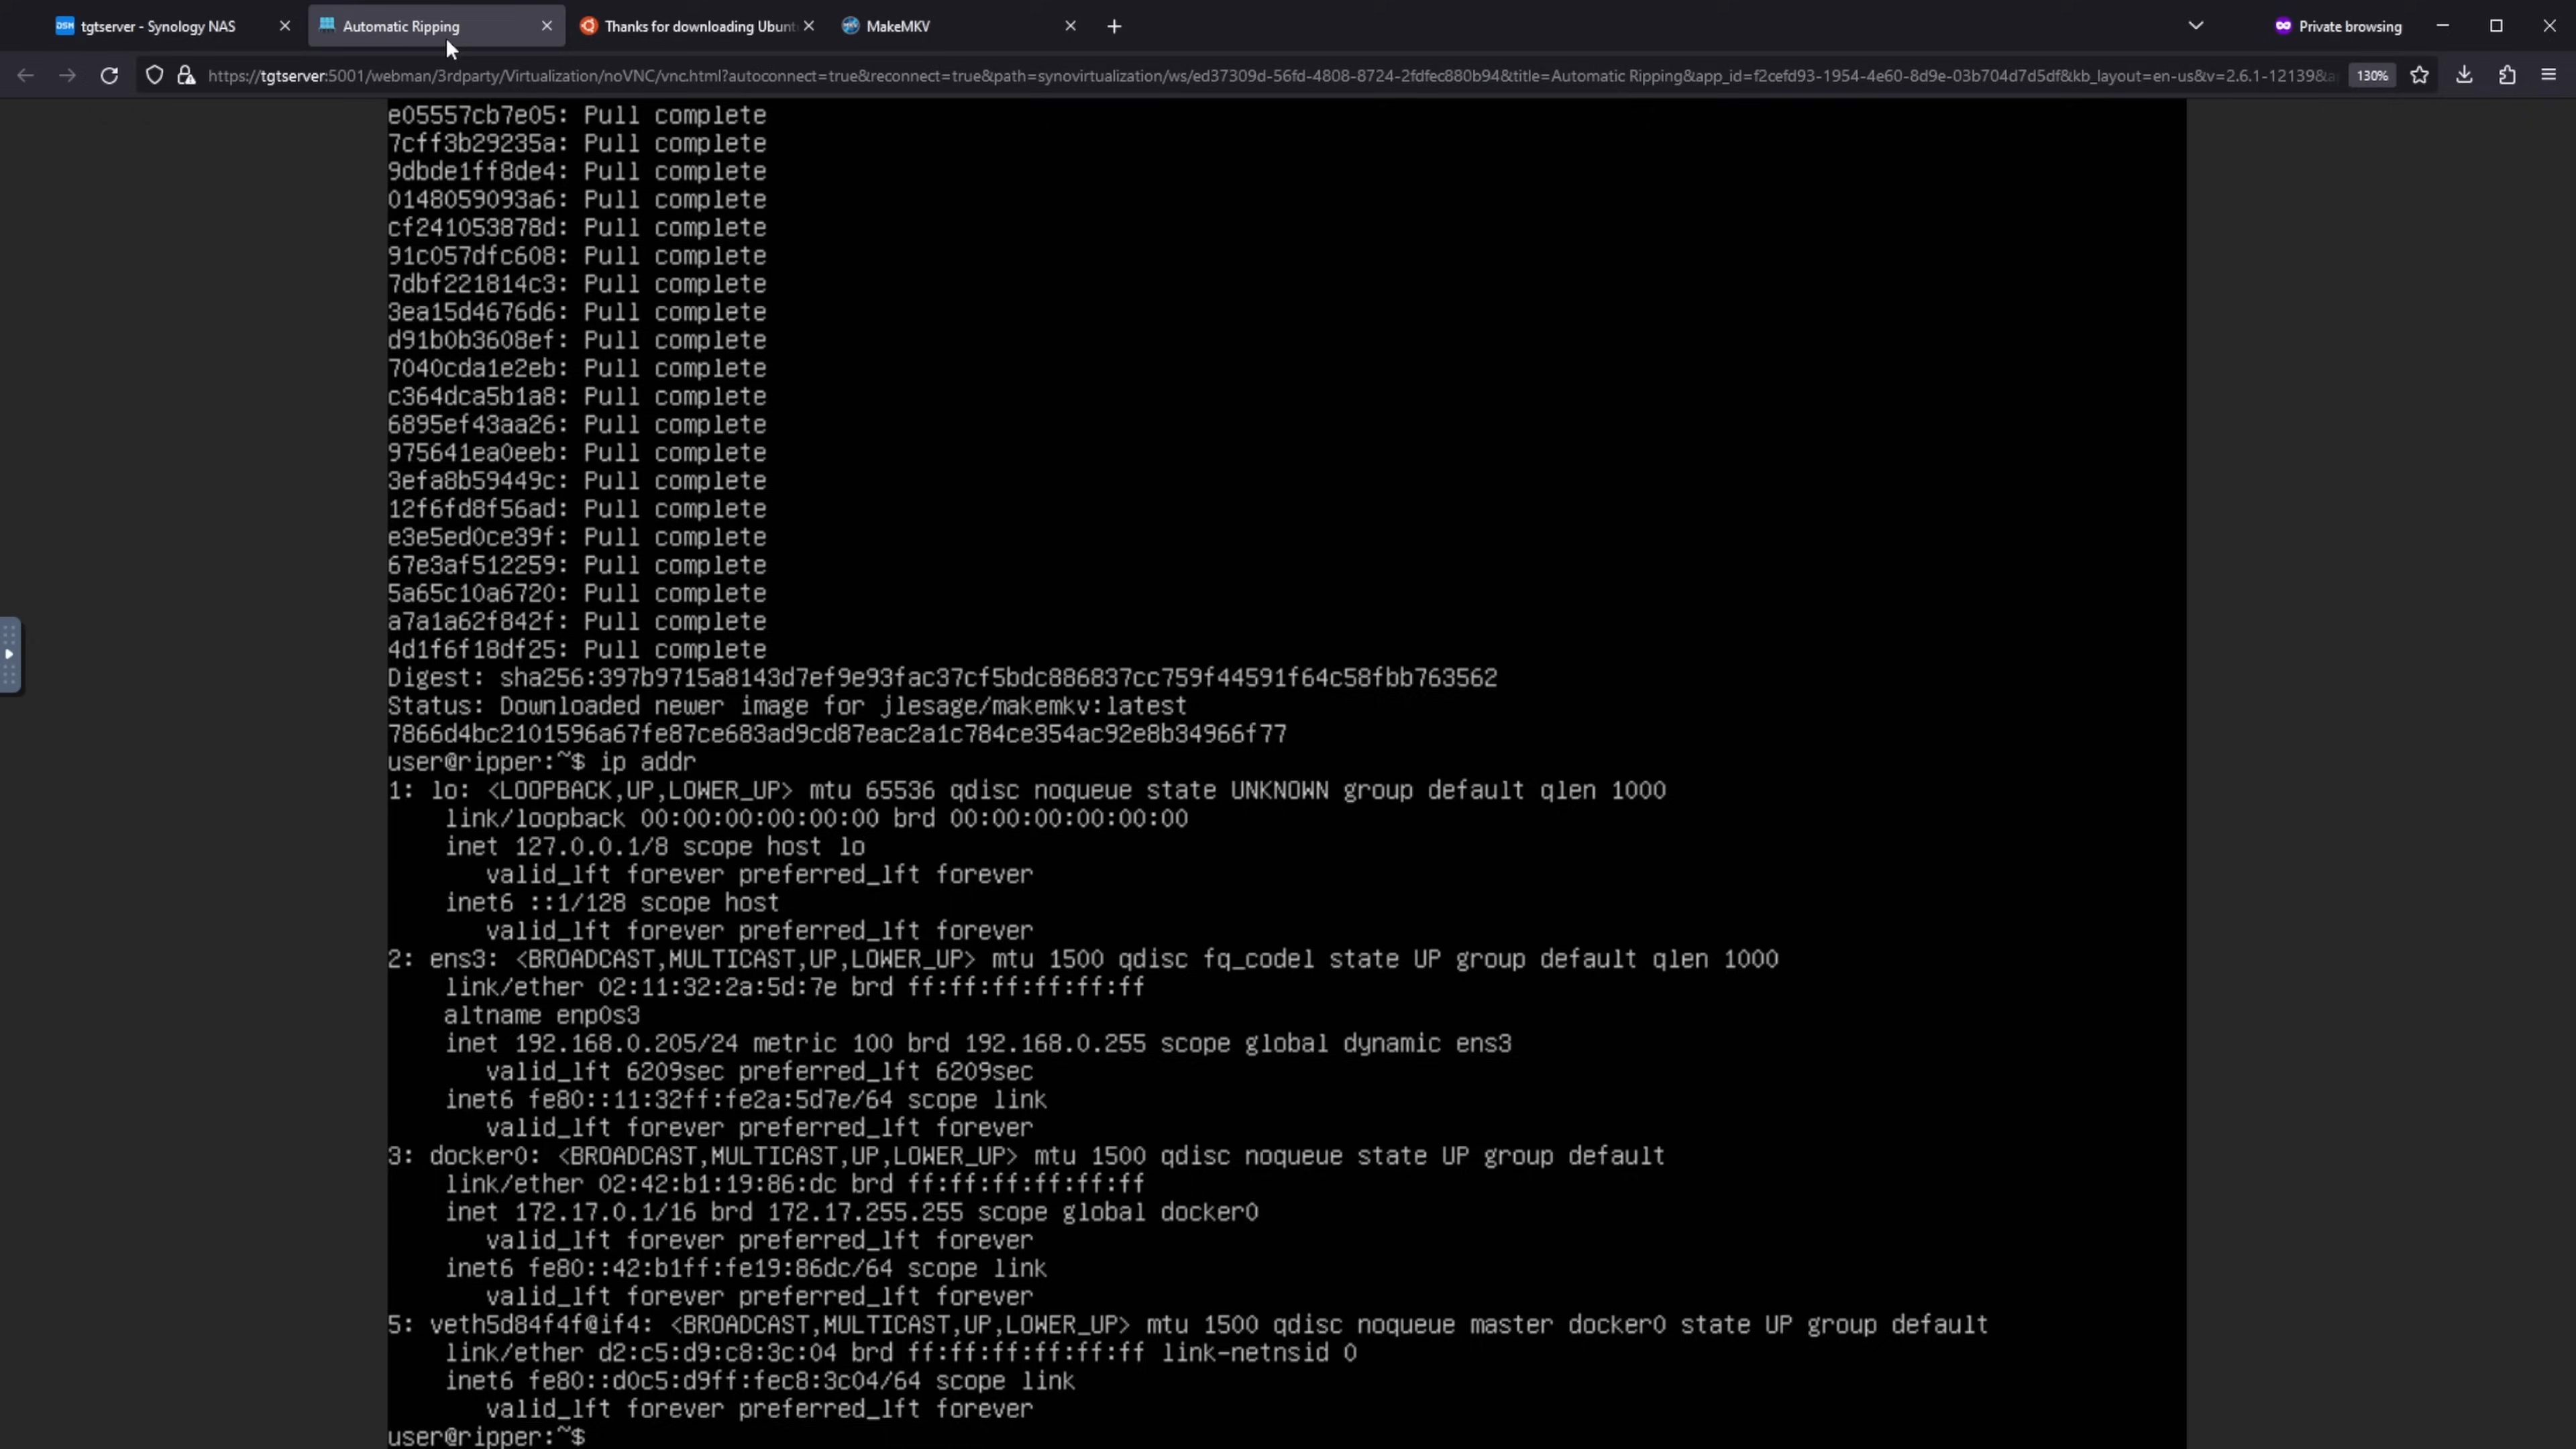 tgtserver - Synology NAS
Automatic Ripping
Thanks for downloading Ubunt
MakeMKV
Private browsing
https://tgtserver:5001/webman/3rdparty/Virtualization/noVNC/vnc.html?autoconnect=true&reconnect=true&path=synovirtualization/ws/ed37309d-56fd-4808-8724-2fdfec880b94&title=Automatic Ripping&app_id=f2cefd93-1954-4e60-8d9e-03b704d7d5df&kb_layout=en-us&v=2.6.1-12139&
130%
e05557cb7e05: Pull complete
7cff3b29235a: Pull complete
9dbde1ff8de4: Pull complete
0148059093a6: Pull complete
cf241053878d: Pull complete
91c057dfc608: Pull complete
7dbf221814c3: Pull complete
3ea15d4676d6: Pull complete
d91b0b3608ef: Pull complete
7040cda1e2eb: Pull complete
c364dca5b1a8: Pull complete
6895ef43aa26: Pull complete
975641ea0eeb: Pull complete
3efa8b59449c: Pull complete
12f6fd8f56ad: Pull complete
e3e5ed0ce39f: Pull complete
67e3af512259: Pull complete
5a65c10a6720: Pull complete
a7a1a62f842f: Pull complete
4d1f6f18df25: Pull complete
Digest: sha256:397b9715a8143d7ef9e93fac37cf5bdc886837cc759f44591f64c58fbb763562
Status: Downloaded newer image for jlesage/makemkv:latest
7866d4bc2101596a67fe87ce683ad9cd87eac2a1c784ce354ac92e8b34966f77
user@ripper:~$ ip addr
1: lo: <LOOPBACK,UP,LOWER_UP> mtu 65536 qdisc noqueue state UNKNOWN group default qlen 1000
link/loopback 00:00:00:00:00:00 brd 00:00:00:00:00:00
inet 127.0.0.1/8 scope host lo
valid_lft forever preferred_lft forever
inet6 ::1/128 scope host
valid_lft forever preferred_lft forever
2: ens3: <BROADCAST,MULTICAST,UP,LOWER_UP> mtu 1500 qdisc fq_codel state UP group default qlen 1000
link/ether 02:11:32:2a:5d:7e brd ff:ff:ff:ff:ff:ff
altname enp0s3
inet 192.168.0.205/24 metric 100 brd 192.168.0.255 scope global dynamic ens3
valid_lft 6209sec preferred_lft 6209sec
inet6 fe80::11:32ff:fe2a:5d7e/64 scope link
valid_lft forever preferred_lft forever
3: docker0: <BROADCAST,MULTICAST,UP,LOWER_UP> mtu 1500 qdisc noqueue state UP group default
link/ether 02:42:b1:19:86:dc brd ff:ff:ff:ff:ff:ff
inet 172.17.0.1/16 brd 172.17.255.255 scope global docker0
valid_lft forever preferred_lft forever
inet6 fe80::42:b1ff:fe19:86dc/64 scope link
valid_lft forever preferred_lft forever
5: veth5d84f4f@if4: <BROADCAST,MULTICAST,UP,LOWER_UP> mtu 1500 qdisc noqueue master docker0 state UP group default
link/ether d2:c5:d9:c8:3c:04 brd ff:ff:ff:ff:ff:ff link-netnsid 0
inet6 fe80::d0c5:d9ff:fec8:3c04/64 scope link
valid_lft forever preferred_lft forever
user@ripper:~$